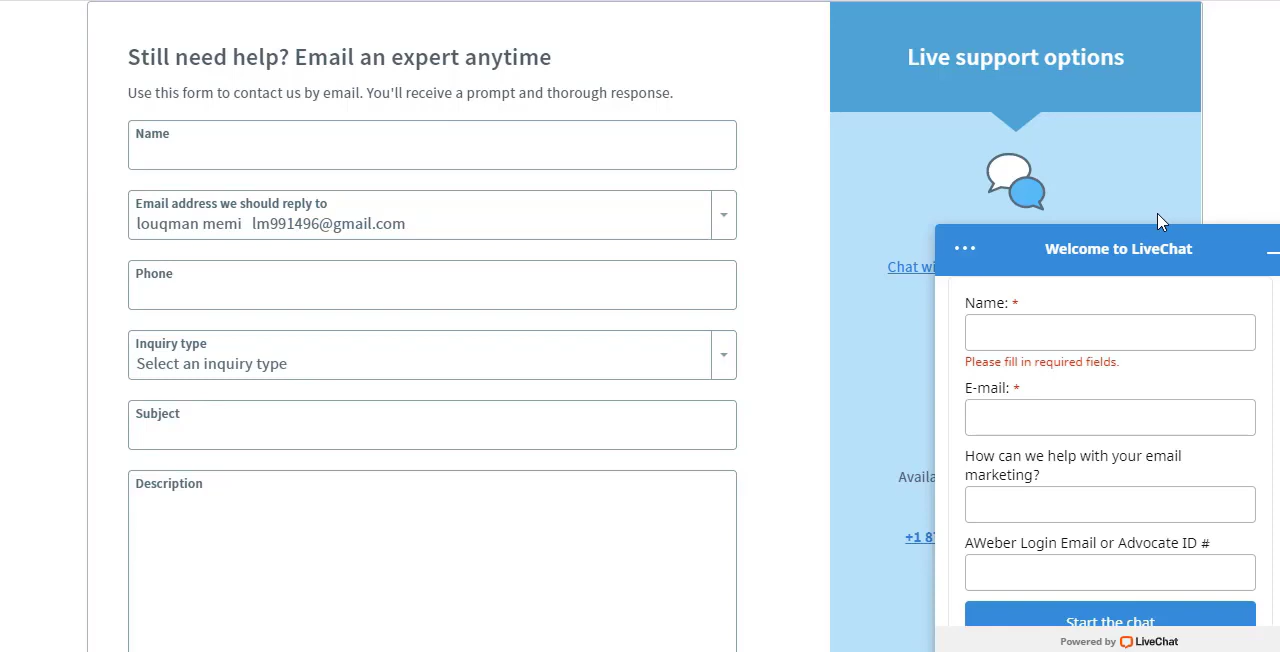 Still need help? Email an expert anytime
Use this form to contact us by email. You'll receive a prompt and thorough response.
Name
Email address we should reply to
louqman memi lm991496@gmail.com
Phone
Inquiry type
Select an inquiry type
Subject
Description
Live support options
Chat
+1
Welcome to LiveChat
Name: *
Please fill in required fields.
E-mail: *
How can we help with your email
marketing?
AWeber Login Email or Advocate ID #
Start the chat
Powered by LiveChat